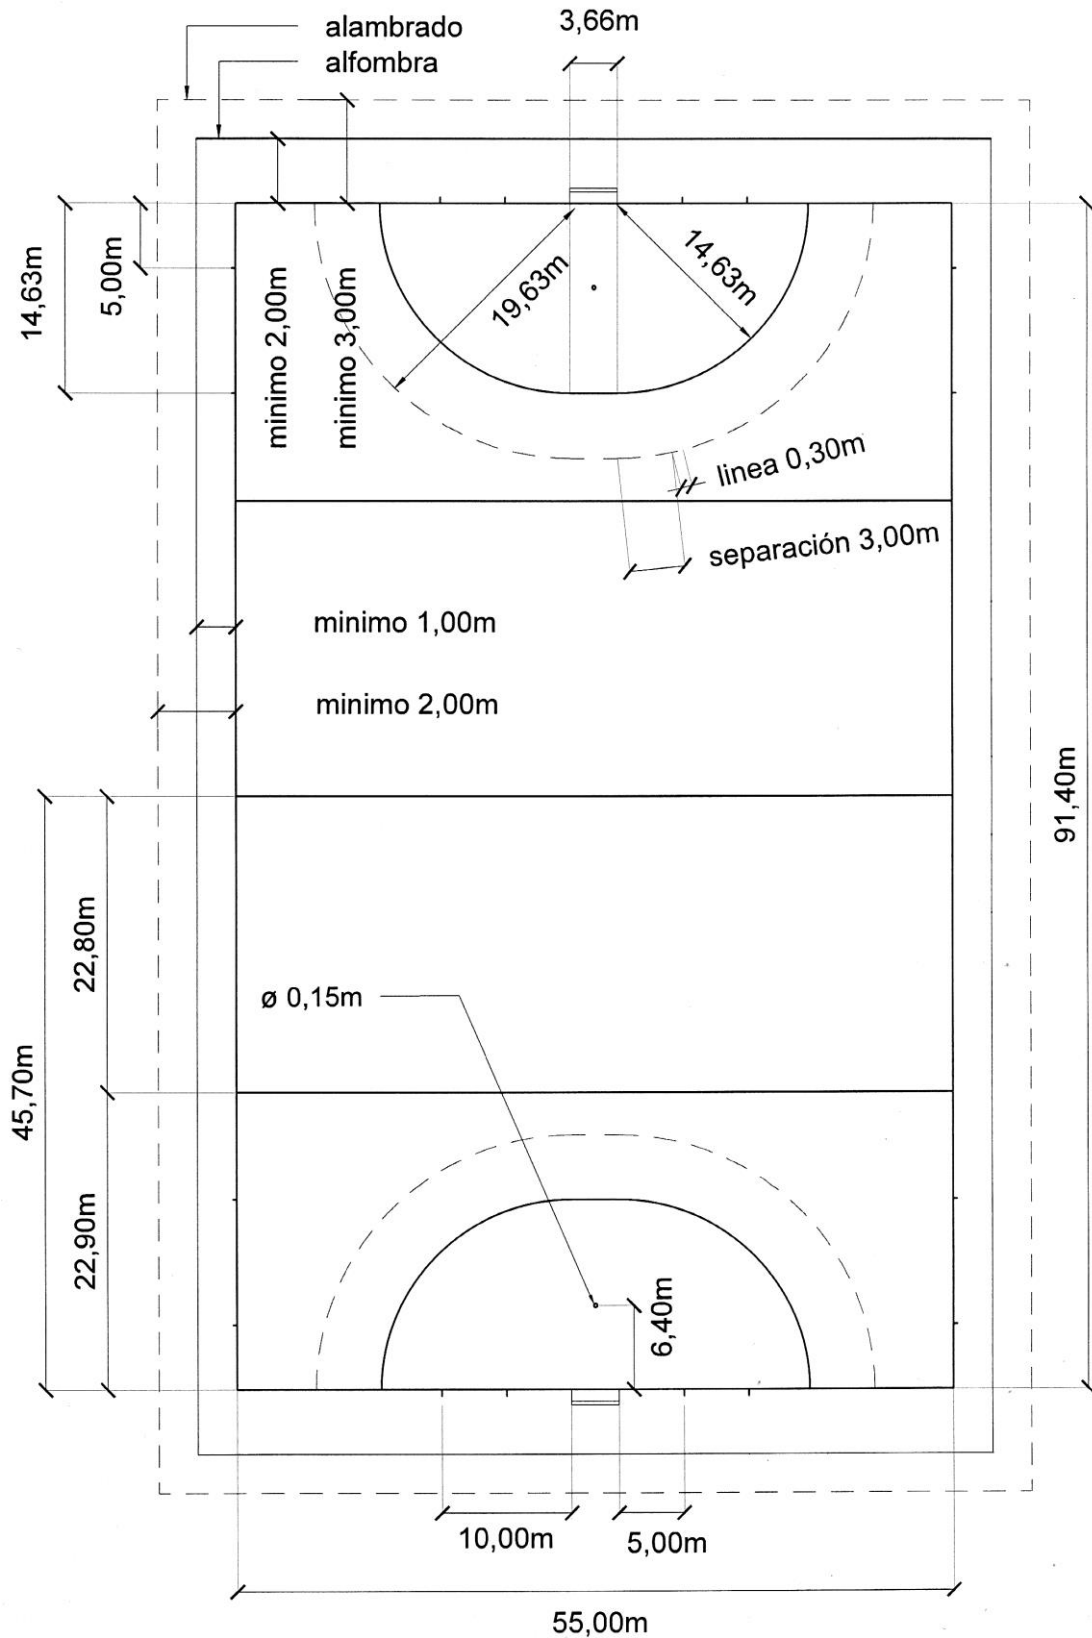 alambrado
3,66m
alfombra
14,63m
5,00m
minimo 2,00m
minimo 3,00m
19,63m
14,63m
linea 0,30m
separación 3,00m
minimo 1,00m
minimo 2,00m
91,40m
22,80m
ø 0,15m
45,70m
22,90m
6,40m
10,00m
5,00m
55,00m